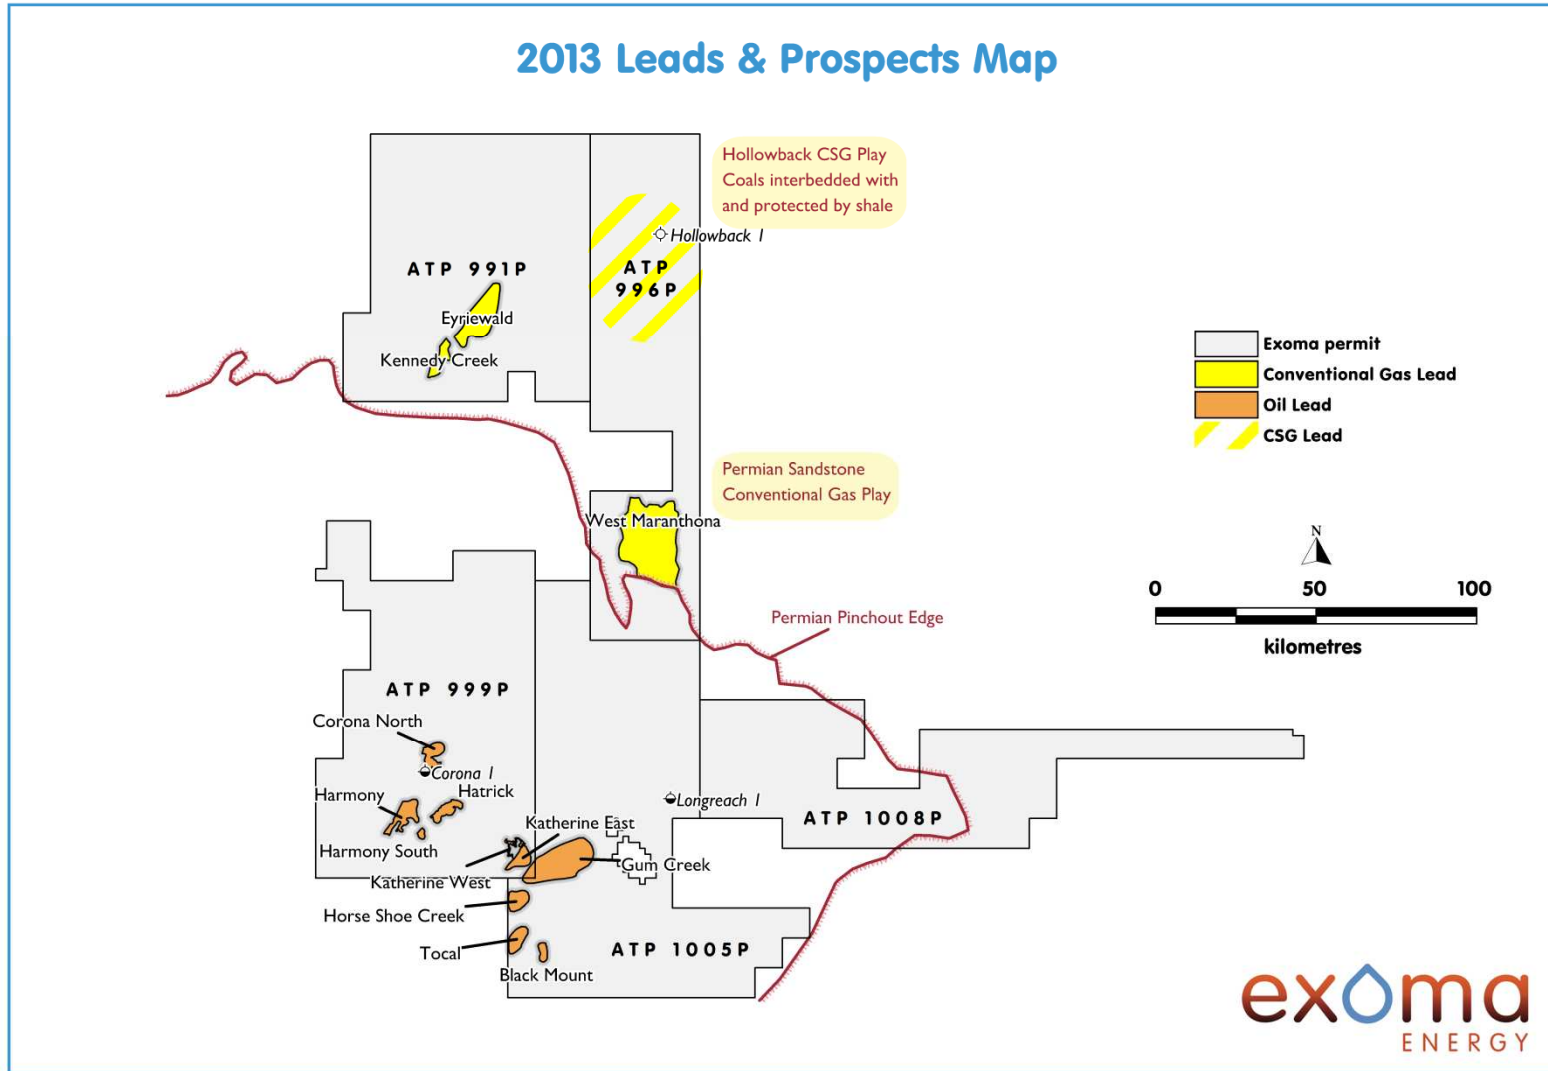 2013 Leads & Prospects Map
Hollowback CSG Play
Coals interbedded with
and protected by shale
Hollowback 1
ATP 991P
ATP
996P
Eyriewald
Kennedy Creek
Exoma permit
Conventional Gas Lead
Oil Lead
CSG Lead
Permian Sandstone
Conventional Gas Play
West Maranthona
N
0 50 100
kilometres
Permian Pinchout Edge
ATP 999P
Corona North
Corona 1
Harmony
Hatrick
Longreach 1
ATP 1008P
Katherine East
Harmony South
Gum Creek
Katherine West
Horse Shoe Creek
Tocal
ATP 1005P
Black Mount
exoma
ENERGY